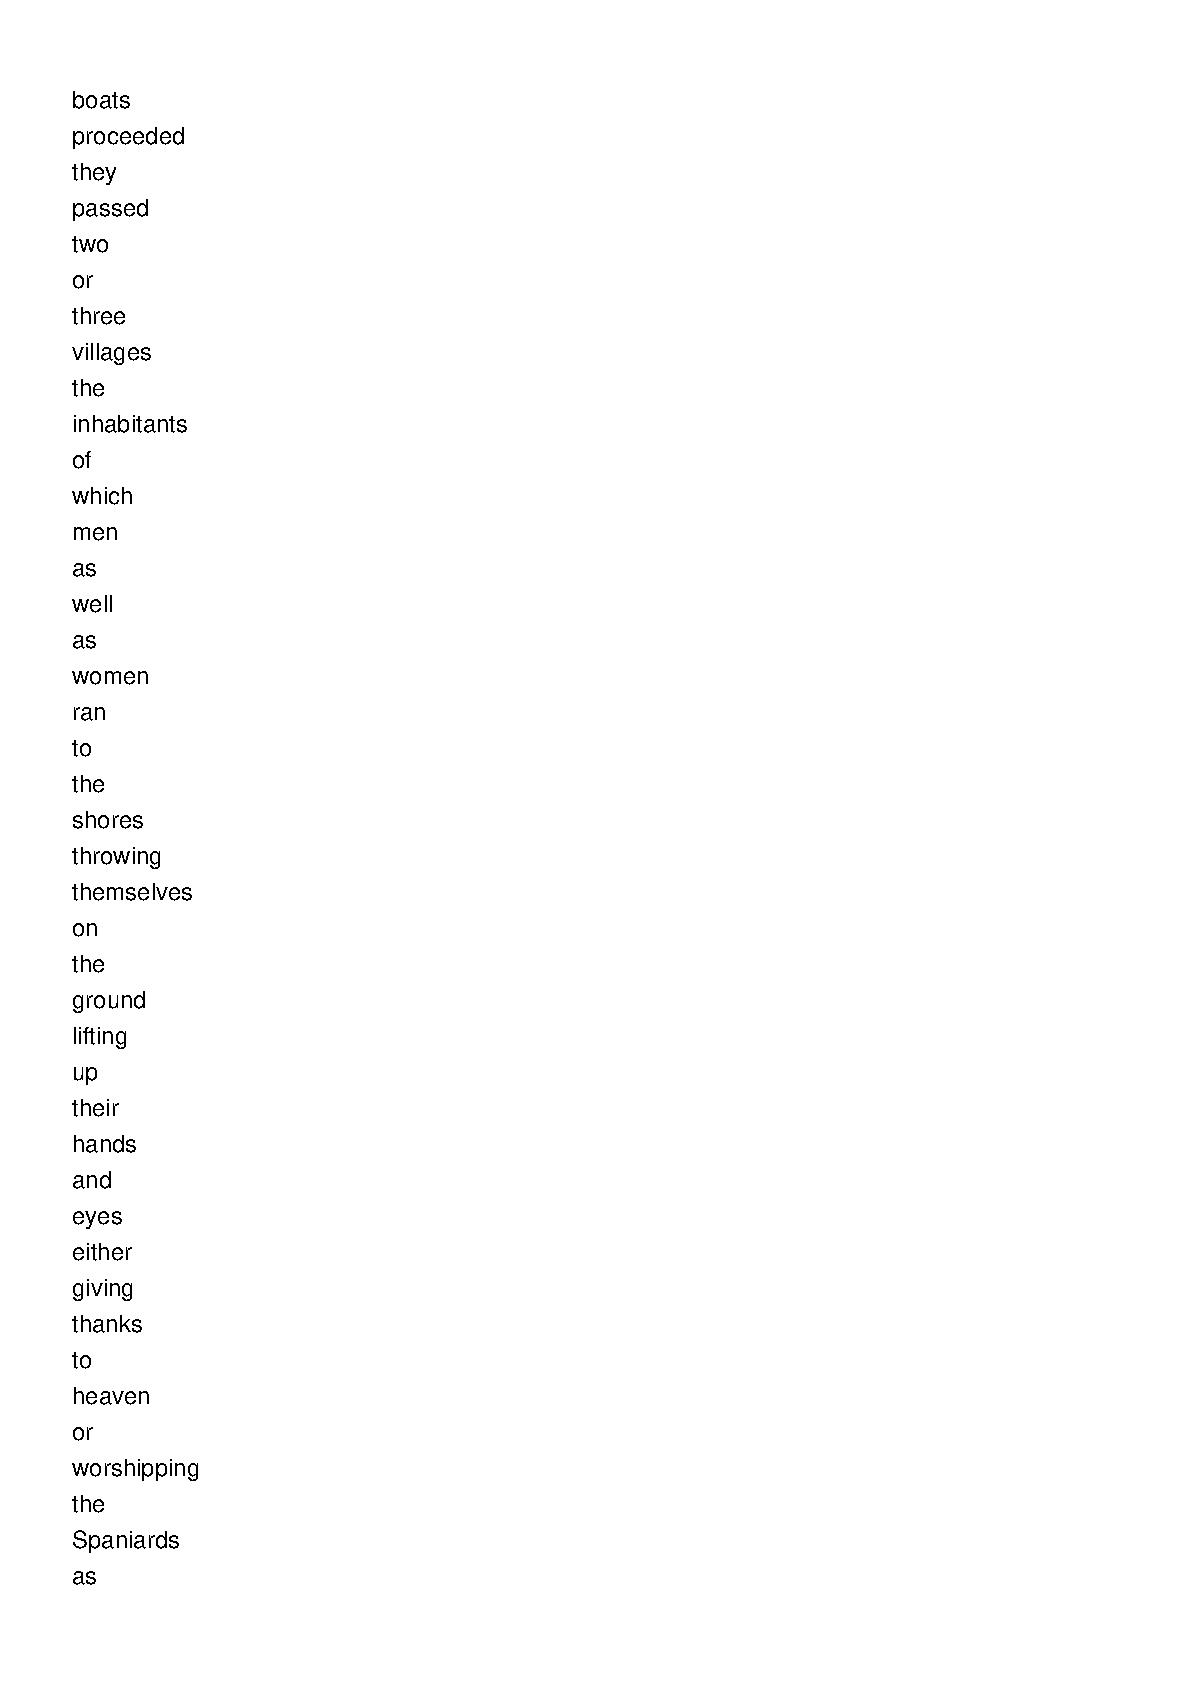 boats
proceeded
they
passed
two
or
three
villages
the
inhabitants
of
which
men
as
well
as
women
ran
to
the
shores
throwing
themselves
on
the
ground
lifting
up
their
hands
and
eyes
either
giving
thanks
to
heaven
or
worshipping
the
Spaniards
as